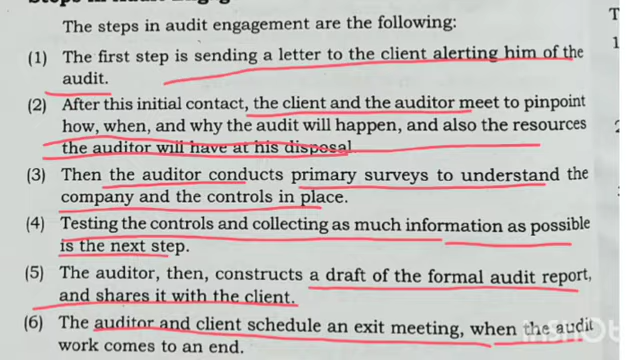 The steps in audit engagement are the following:
(1) The first step is sending a letter to the client alerting him of the
audit.
(2) After this initial contact, the client and the auditor meet to pinpoint
how, when, and why the audit will happen, and also the resources
the auditor will have at his disposal
(3) Then the auditor conducts primary surveys to understand the
company and the controls in place.
(4) Testing the controls and collecting as much information as possible
is the next step.
(5) The auditor, then, constructs a draft of the formal audit report,
and shares it with the client.
(6) The auditor and client schedule an exit meeting, when the audit
work comes to an end.